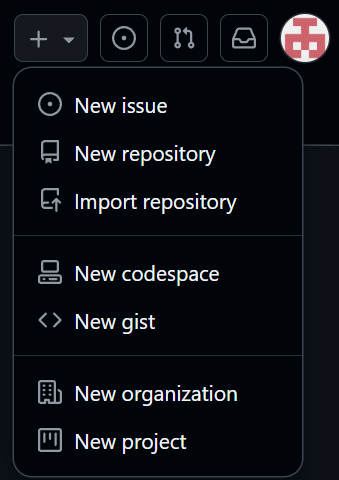 New issue
New repository
Import repository
New codespace
New gist
New organization
New project